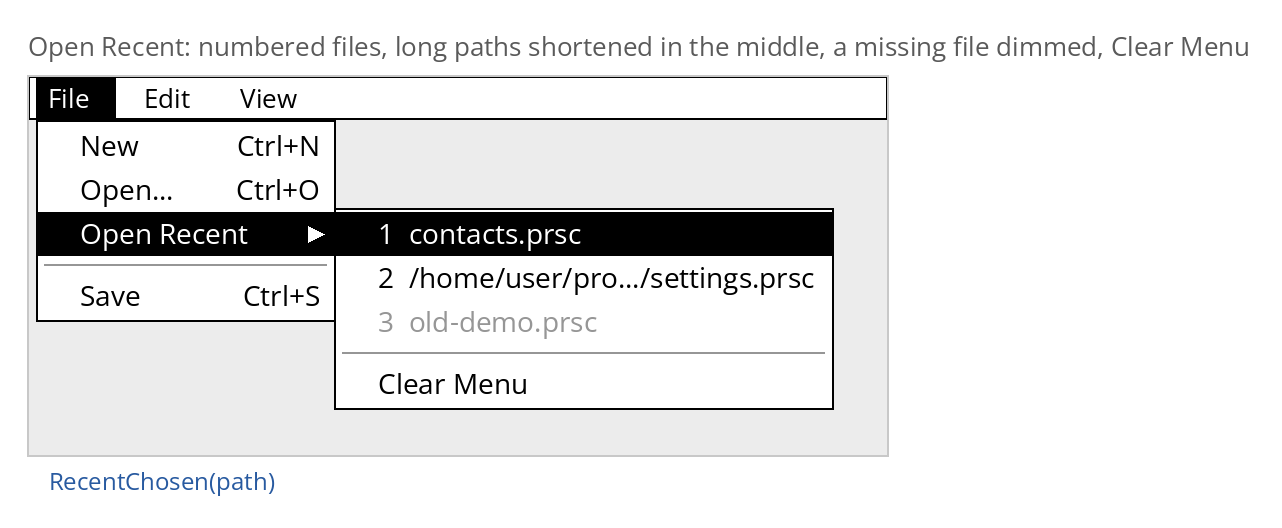 Open Recent: numbered files, long paths shortened in the middle, a missing file dimmed, Clear Menu
File Edit View
New Ctrl+N
Open... Ctrl+O
Open Recent ▶
Save Ctrl+S
1 contacts.prsc
2 /home/user/pro.../settings.prsc
3 old-demo.prsc
Clear Menu
RecentChosen(path)